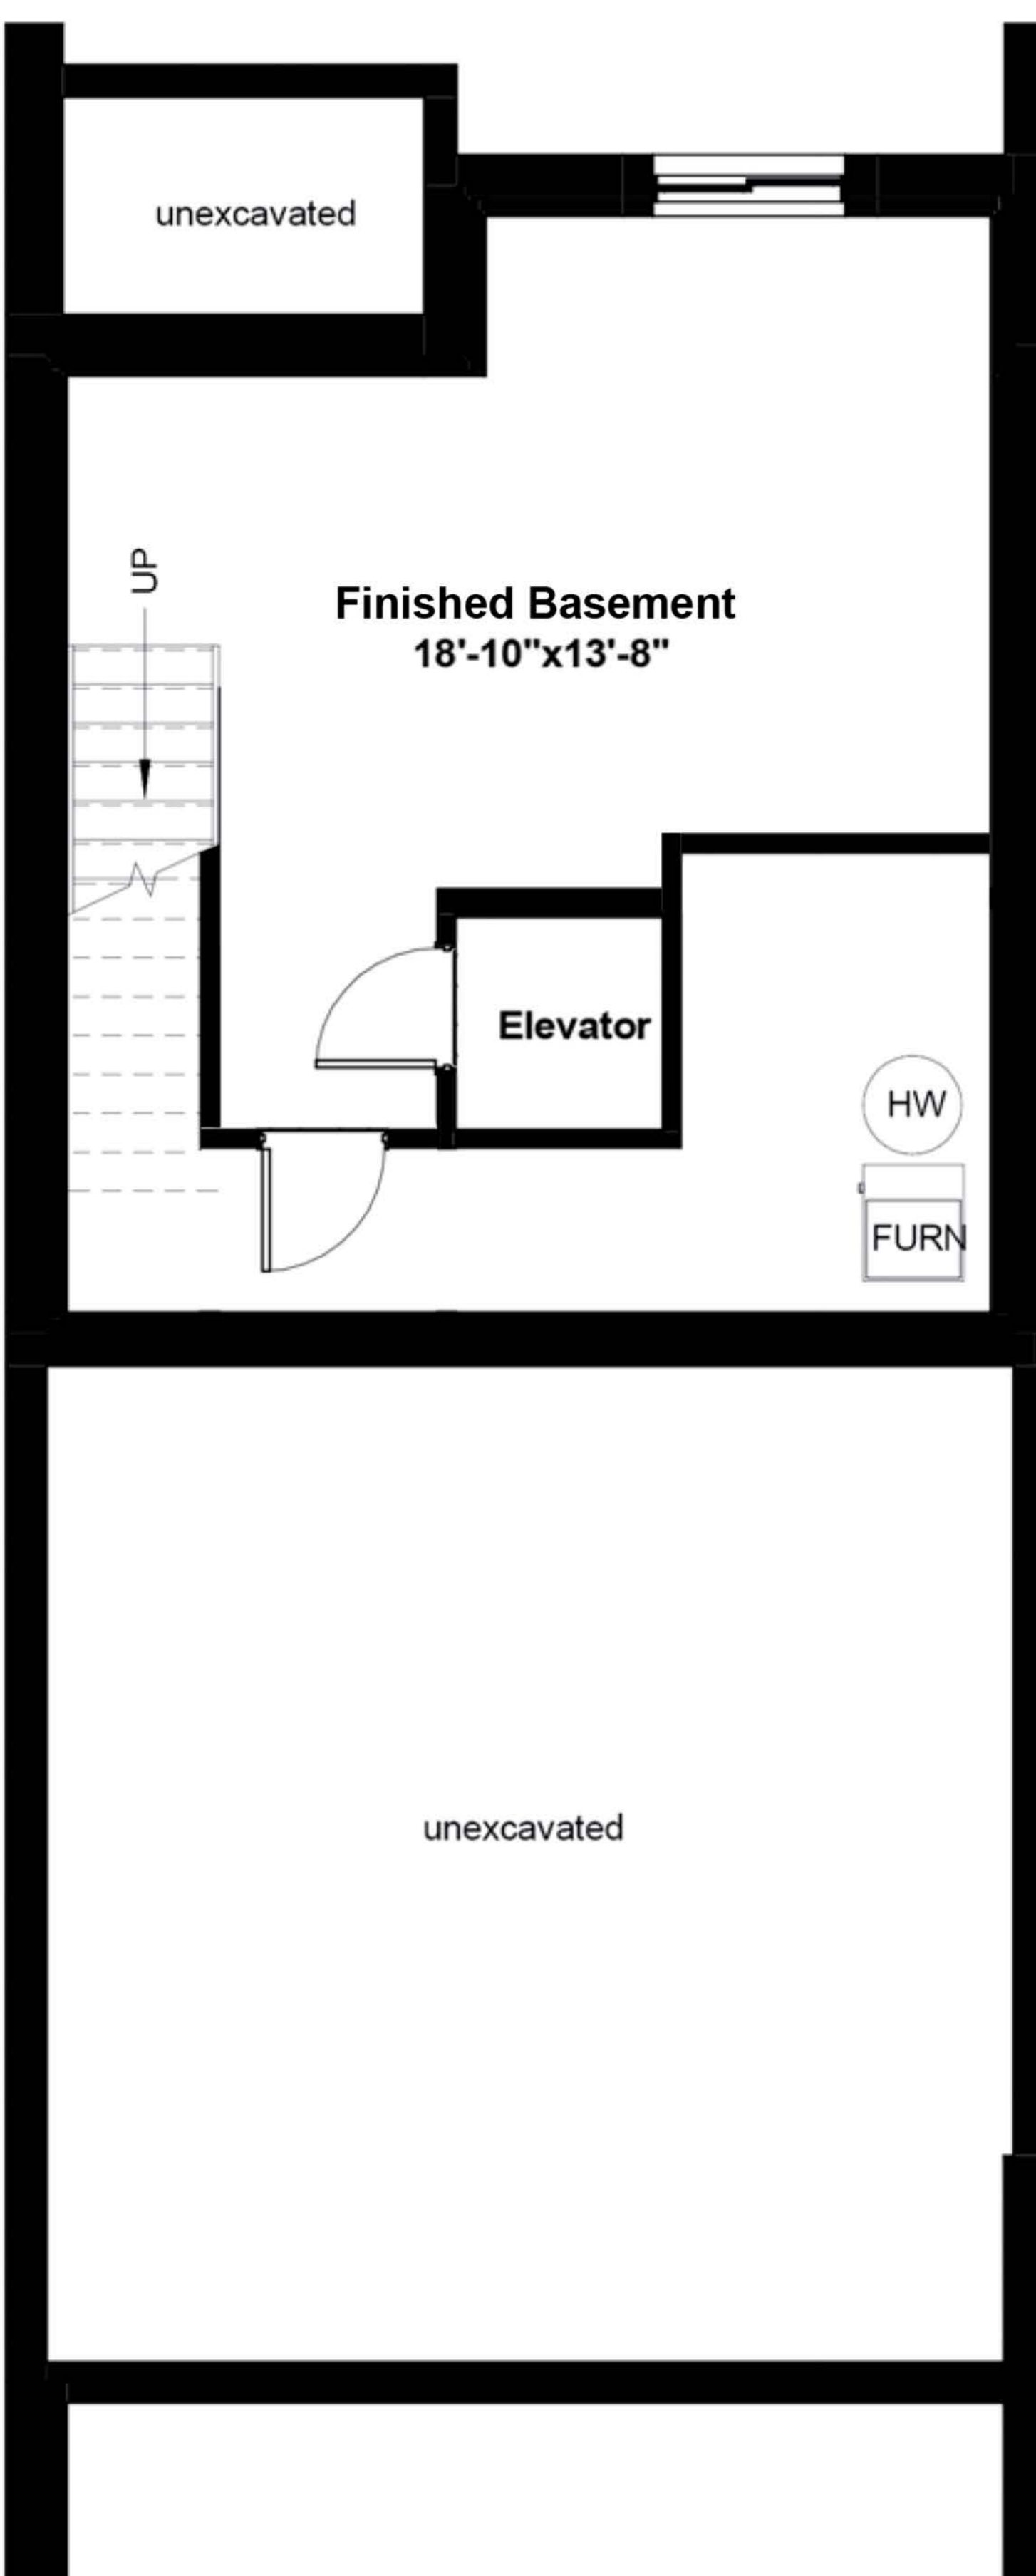 unexcavated
UP
Finished Basement
18'-10"x13'-8"
Elevator
HW
FURN
unexcavated